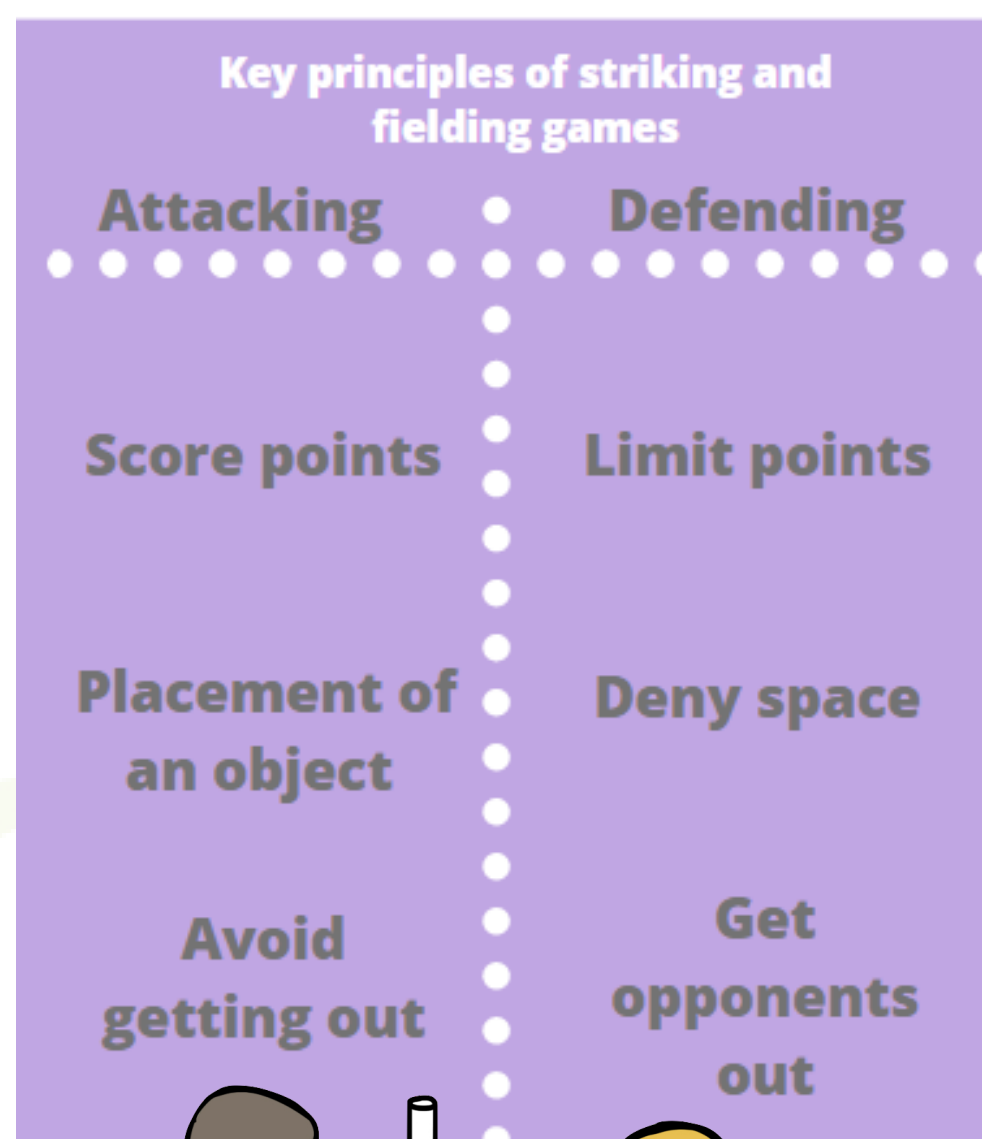 Key principles of striking and
fielding games
Attacking
Defending
Score points
Limit points
Placement of
an object
Deny space
Avoid
getting out
Get
opponents
out